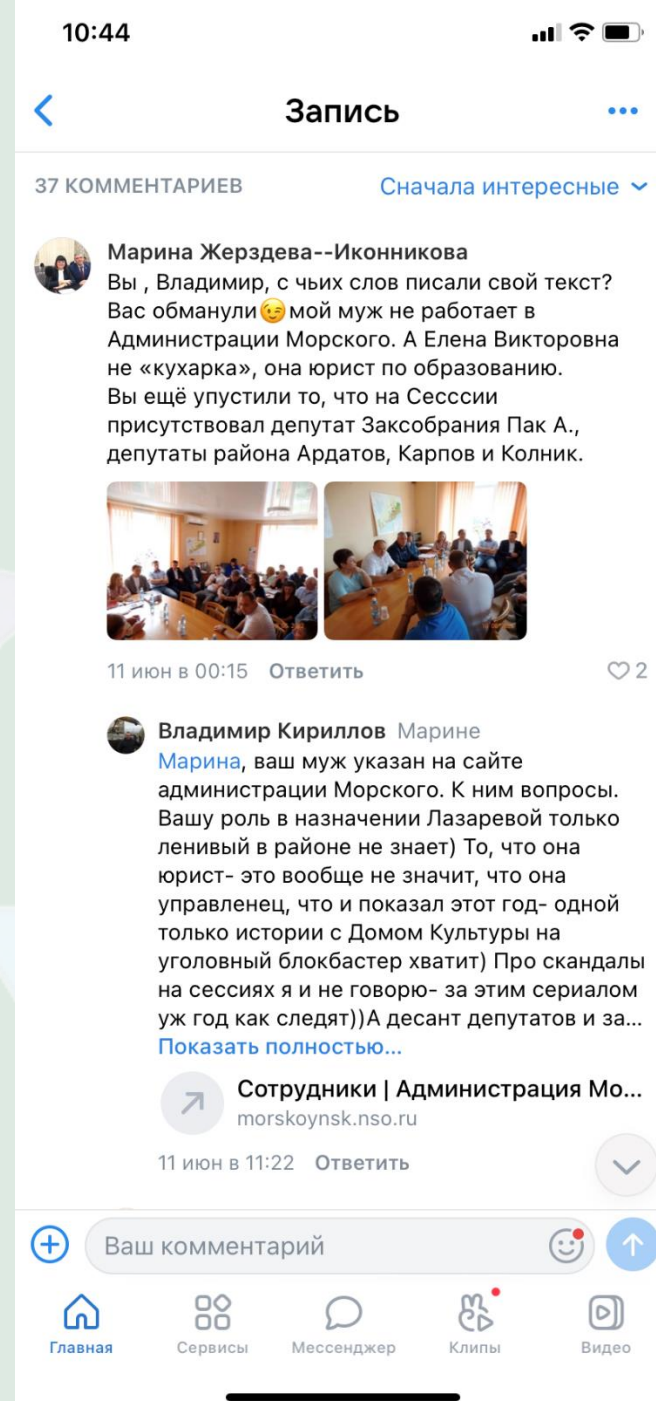 10:44
Запись
37 КОММЕНТАРИЕВ
Сначала интересные
Марина Жерздева--Иконникова
Вы , Владимир, с чьих слов писали свой текст?
Вас обманули😉мой муж не работает в
Администрации Морского. А Елена Викторовна
не «кухарка», она юрист по образованию.
Вы ещё упустили то, что на Сесссии
присутствовал депутат Заксобрания Пак А.,
депутаты района Ардатов, Карпов и Колник.
11 июн в 00:15 Ответить
2
Владимир Кириллов Марине
Марина, ваш муж указан на сайте
администрации Морского. К ним вопросы.
Вашу роль в назначении Лазаревой только
ленивый в районе не знает) То, что она
юрист- это вообще не значит, что она
управленец, что и показал этот год- одной
только истории с Домом Культуры на
уголовный блокбастер хватит) Про скандалы
на сессиях я и не говорю- за этим сериалом
уж год как следят))А десант депутатов и за...
Показать полностью...
Сотрудники | Администрация Мо...
morskoynsk.nso.ru
11 июн в 11:22 Ответить
Ваш комментарий
Главная
Сервисы
Мессенджер
Клипы
Видео